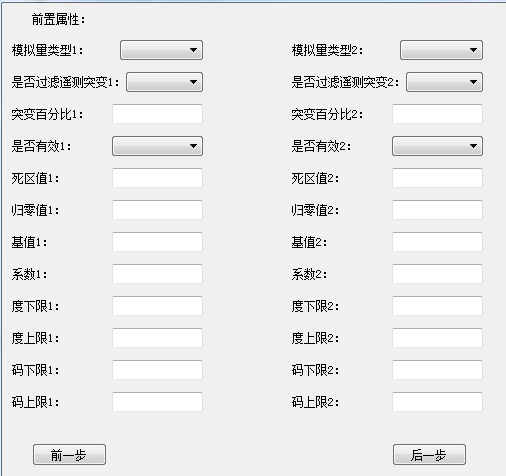 前置属性：
模拟量类型1： 模拟量类型2：
是否过滤遥测突变1： 是否过滤遥测突变2：
突变百分比1： 突变百分比2：
是否有效1： 是否有效2：
死区值1： 死区值2：
归零值1： 归零值2：
基值1： 基值2：
系数1： 系数2：
度下限1： 度下限2：
度上限1： 度上限2：
码下限1： 码下限2：
码上限1： 码上限2：
前一步 后一步